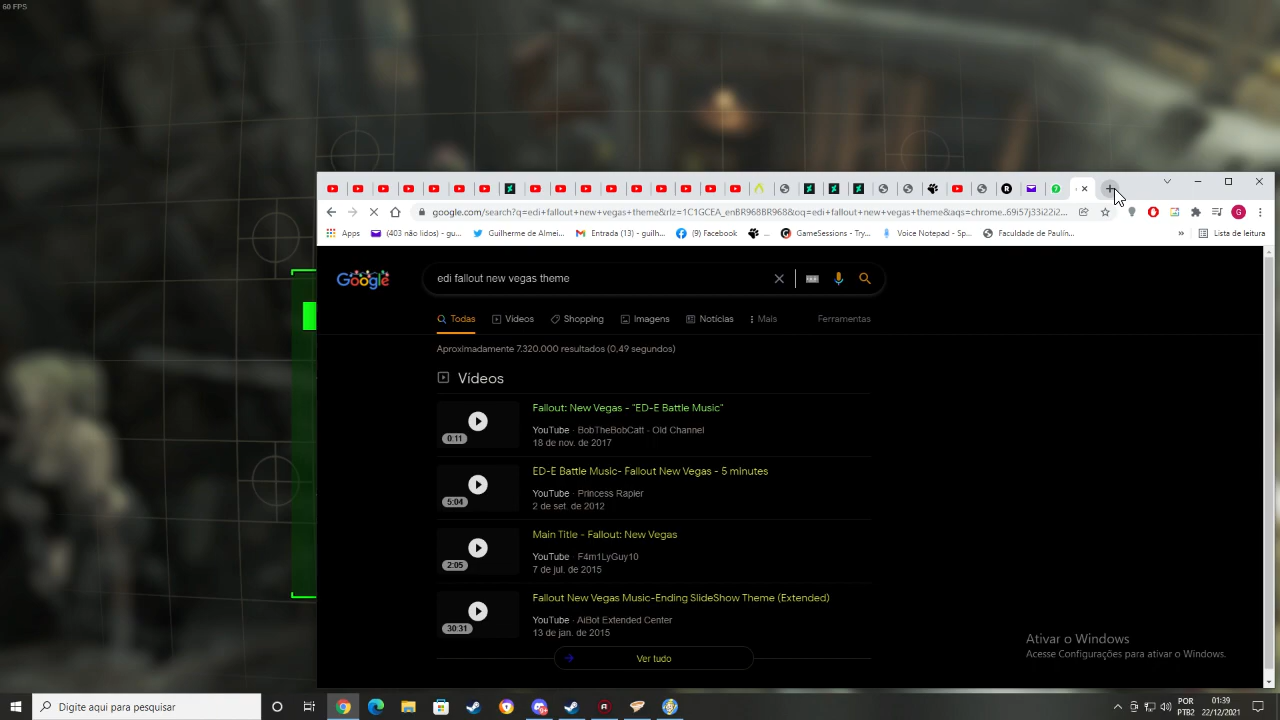 60 FPS
google.com/search?q=edi+fallout+new+vegas+theme&rlz=1C1GCEA_enBR968BR968&oq=edi+fallout+new+vegas+theme&aqs=chrome..69i57j33i22i2...
Apps (403 não lidos) - gu... Guilherme de Almei... Entrada (13) - guilh... (9) Facebook ... GameSessions - Try... Voice Notepad - Sp... Faculdade de Paulín... » Lista de leitura
Google edi fallout new vegas theme
Todas Vídeos Shopping Imagens Notícias Mais Ferramentas
Aproximadamente 7.320.000 resultados (0,49 segundos)
Vídeos
Fallout: New Vegas - "ED-E Battle Music"
YouTube · BobTheBobCatt - Old Channel
0:11
18 de nov. de 2017
ED-E Battle Music- Fallout New Vegas - 5 minutes
YouTube · Princess Rapier
5:04
2 de set. de 2012
Main Title - Fallout: New Vegas
YouTube · F4m1LyGuy10
2:05
7 de jul. de 2015
Fallout New Vegas Music-Ending SlideShow Theme (Extended)
YouTube · AiBot Extended Center
30:31
13 de jan. de 2015
Ver tudo
Ativar o Windows
Acesse Configurações para ativar o Windows.
Digite aqui para pesquisar
POR
PTB2
01:39
22/12/2021